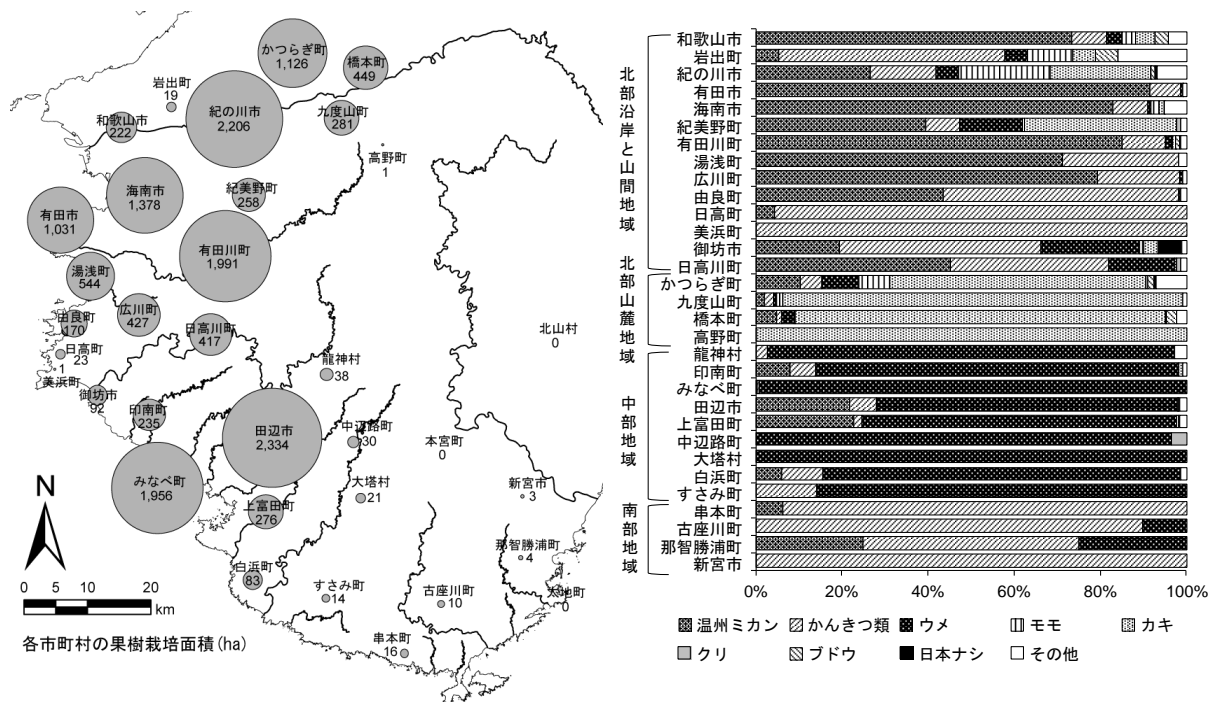 かつらぎ町
1,126
橋本町
449
岩出町
19
紀の川市
2,206
九度山町
281
和歌山市
222
高野町
1
海南市
1,378
紀美野町
258
有田市
1,031
有田川町
1,991
湯浅町
544
広川町
427
由良町
170
日高川町
417
北山村
0
日高町
23
1
美浜町
龍神村
38
御坊市
92
印南町
235
田辺市
2,334
中辺路町
30
本宮町
0
みなべ町
1,956
大塔村
21
新宮市
3
上富田町
276
那智勝浦町
4
白浜町
83
すさみ町
14
古座川町
10
太地町
0
串本町
16
N
0 5 10 20
km
各市町村の果樹栽培面積(ha)
北部沿岸と山間地域
和歌山市
岩出町
紀の川市
有田市
海南市
紀美野町
有田川町
湯浅町
広川町
由良町
日高町
美浜町
御坊市
日高川町
北部山麓地域
かつらぎ町
九度山町
橋本町
高野町
中部地域
龍神村
印南町
みなべ町
田辺市
上富田町
中辺路町
大塔村
白浜町
すさみ町
南部地域
串本町
古座川町
那智勝浦町
新宮市
0% 20% 40% 60% 80% 100%
温州ミカン かんきつ類 ウメ モモ カキ
クリ ブドウ 日本ナシ その他